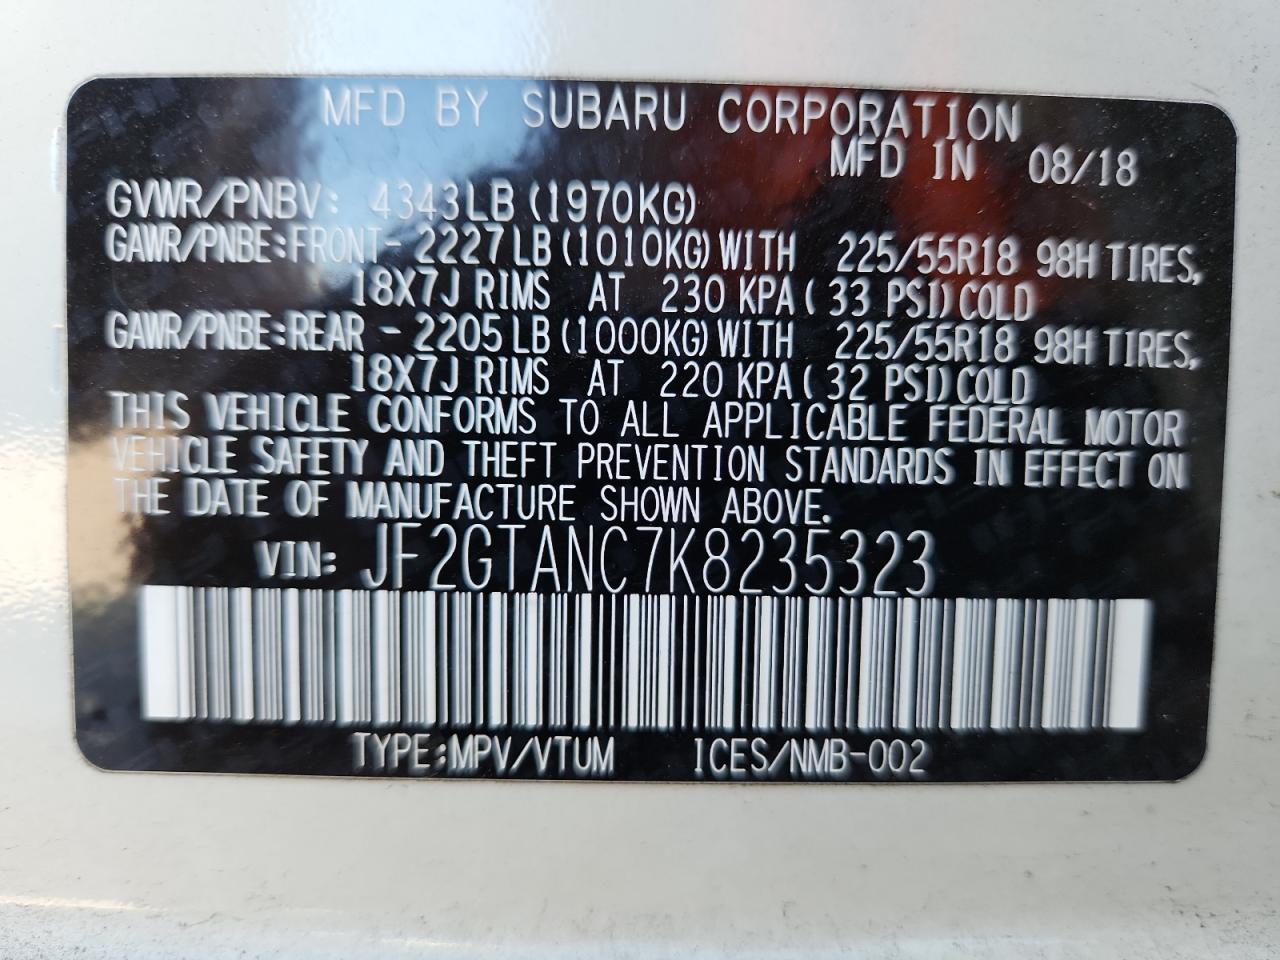 MFD BY SUBARU CORPORATION
MFD IN 08/18
GVWR/PNBV: 4343LB (1970KG)
GAWR/PNBE:FRONT- 2227LB (1010KG) WITH 225/55R18 98H TIRES,
18X7J RIMS AT 230 KPA ( 33 PSI) COLD
GAWR/PNBE:REAR - 2205LB (1000KG) WITH 225/55R18 98H TIRES,
18X7J RIMS AT 220 KPA ( 32 PSI) COLD
THIS VEHICLE CONFORMS TO ALL APPLICABLE FEDERAL MOTOR
VEHICLE SAFETY AND THEFT PREVENTION STANDARDS IN EFFECT ON
THE DATE OF MANUFACTURE SHOWN ABOVE.
VIN: JF2GTANC7K8235323
TYPE:MPV/VTUM ICES/NMB-002